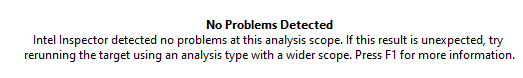 No Problems Detected
Intel Inspector detected no problems at this analysis scope. If this result is unexpected, try
rerunning the target using an analysis type with a wider scope. Press F1 for more information.